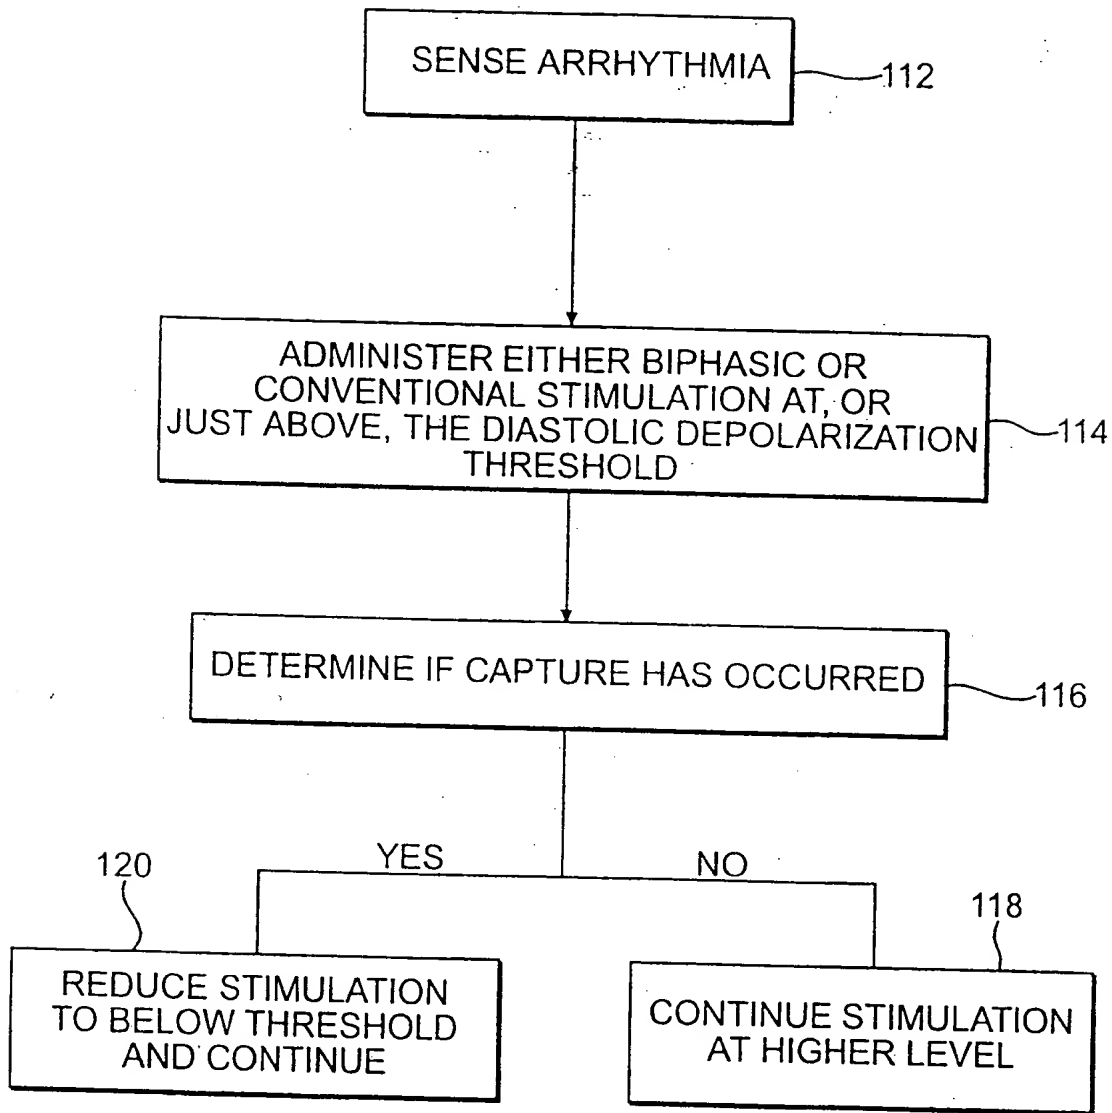 SENSE ARRHYTHMIA
112
ADMINISTER EITHER BIPHASIC OR
CONVENTIONAL STIMULATION AT, OR
JUST ABOVE, THE DIASTOLIC DEPOLARIZATION
THRESHOLD
114
DETERMINE IF CAPTURE HAS OCCURRED
116
YES
NO
120
118
REDUCE STIMULATION
TO BELOW THRESHOLD
AND CONTINUE
CONTINUE STIMULATION
AT HIGHER LEVEL